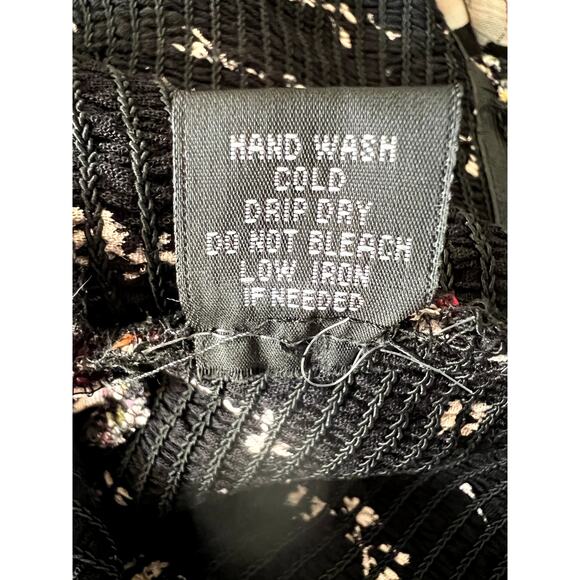 HAND WASH
COLD
DRIP DRY
DO NOT BLEACH
LOW IRON
IF NEEDED